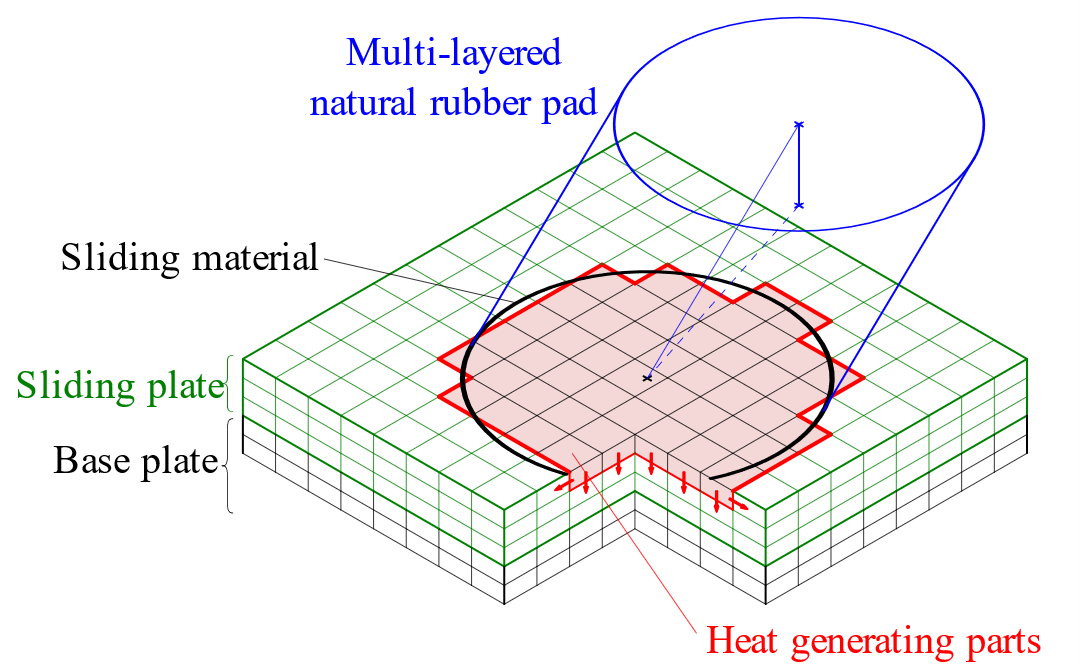 Multi-layered
natural rubber pad
Sliding material
Sliding plate
Base plate
Heat generating parts